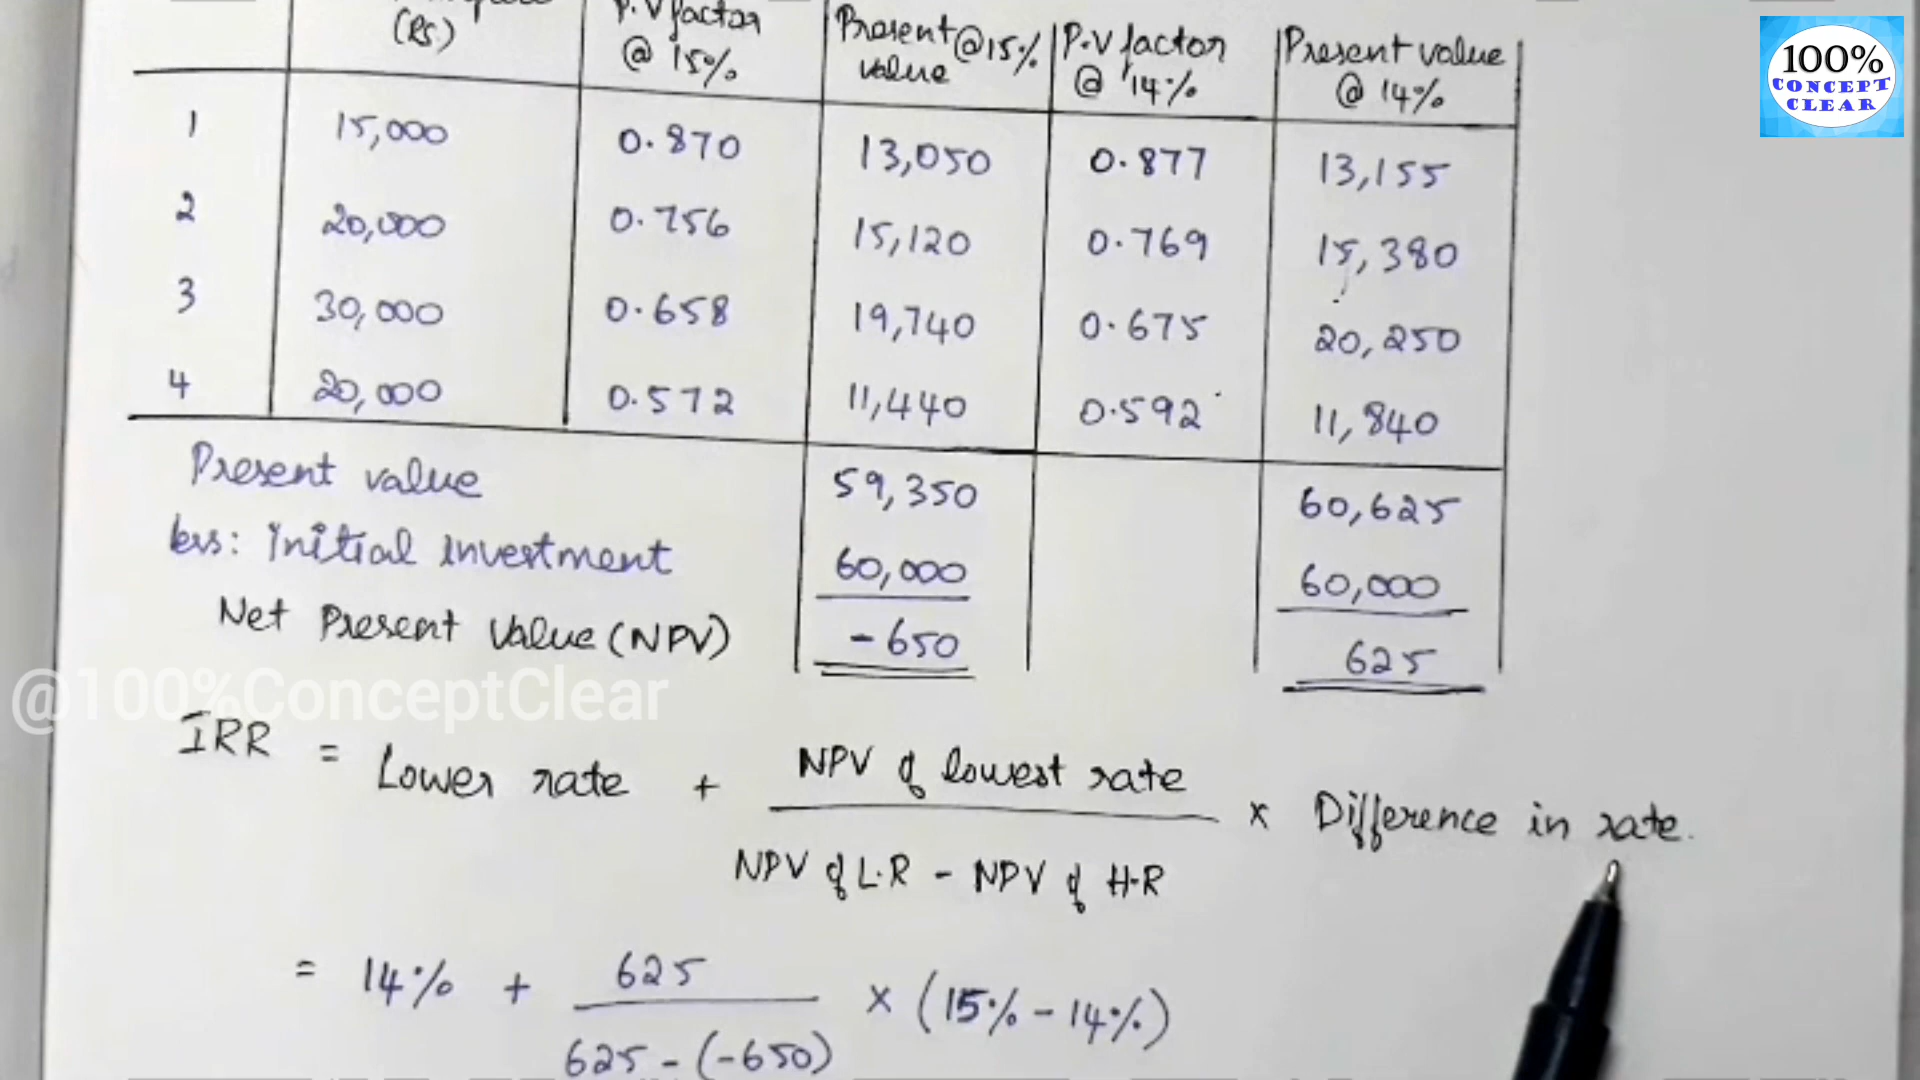 (Rs.) P.V factor @ 15% Present value @15% P.V factor @ 14% Present value @ 14%
1 15,000 0.870 13,050 0.877 13,155
2 20,000 0.756 15,120 0.769 15,380
3 30,000 0.658 19,740 0.675 20,250
4 20,000 0.572 11,440 0.592 11,840
Present value 59,350 60,625
less: Initial investment 60,000 60,000
Net Present Value (NPV) -650 625
IRR = Lower rate + NPV of lowest rate / NPV of L.R - NPV of H.R x Difference in rate.
= 14% + 625 / 625 - (-650) x (15% - 14%)
100%
CONCEPT
CLEAR
@100%ConceptClear